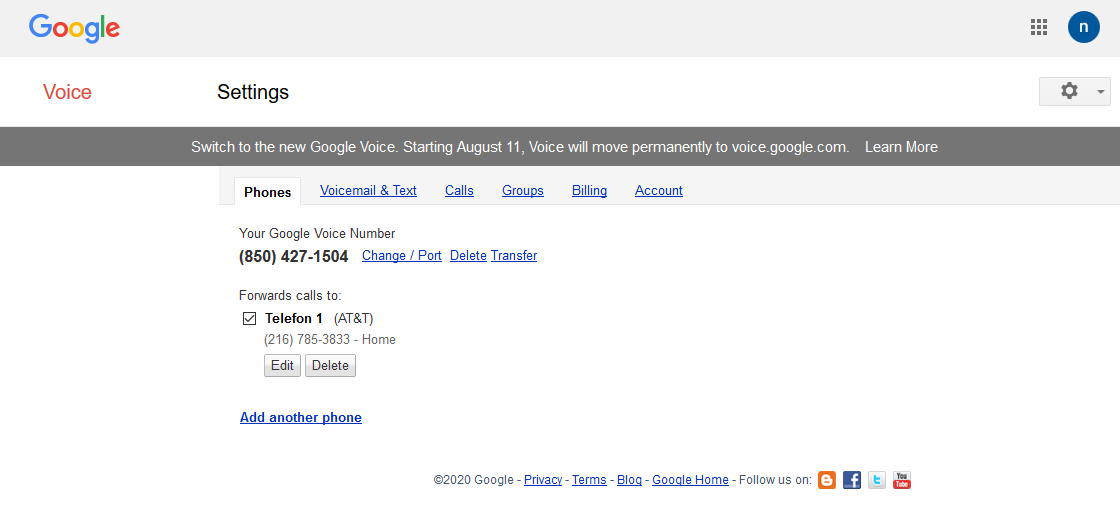 Google
n
Voice
Settings
Switch to the new Google Voice. Starting August 11, Voice will move permanently to voice.google.com. Learn More
Phones Voicemail & Text Calls Groups Billing Account
Your Google Voice Number
(850) 427-1504 Change / Port Delete Transfer
Forwards calls to:
Telefon 1 (AT&T)
(216) 785-3833 - Home
Edit Delete
Add another phone
©2020 Google - Privacy - Terms - Blog - Google Home - Follow us on: You Tube